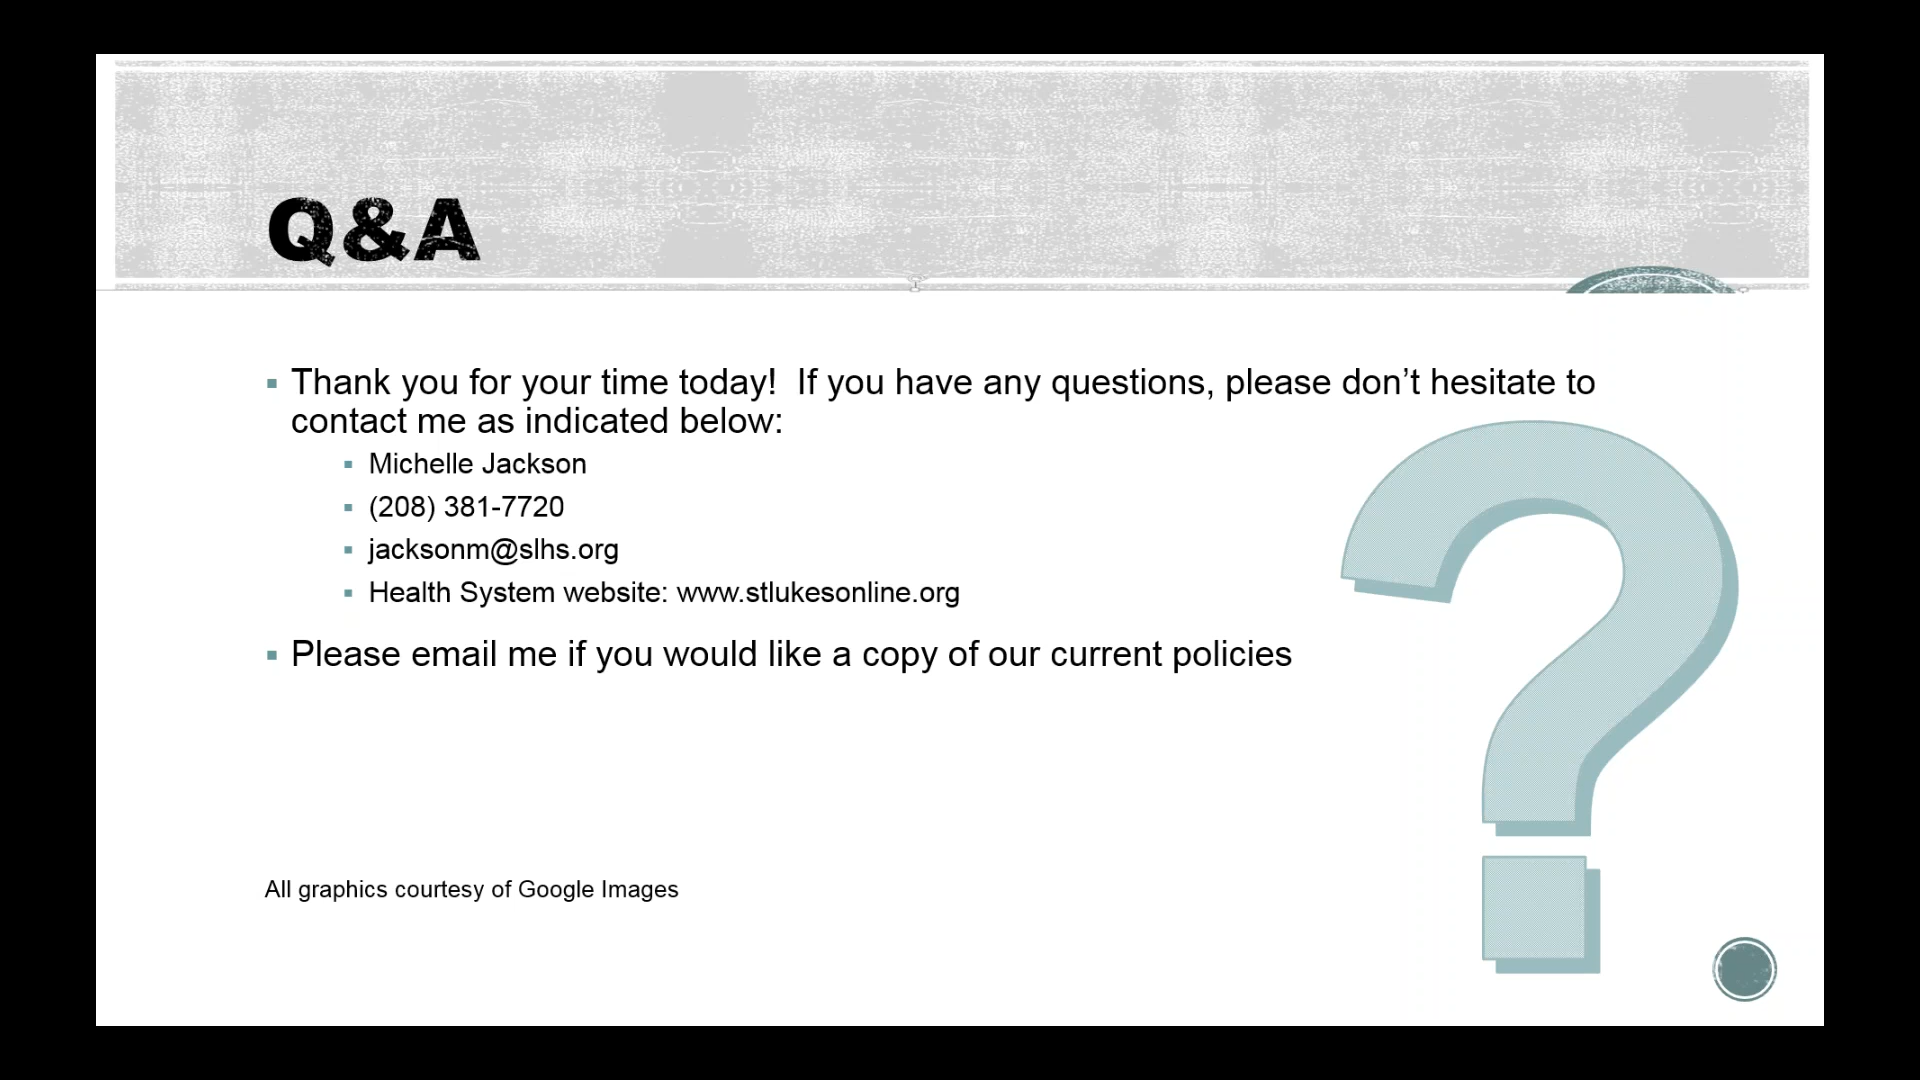 Q&A
Thank you for your time today!  If you have any questions, please don’t hesitate to
contact me as indicated below:
Michelle Jackson
(208) 381-7720
jacksonm@slhs.org
Health System website: www.stlukesonline.org
Please email me if you would like a copy of our current policies
?
All graphics courtesy of Google Images